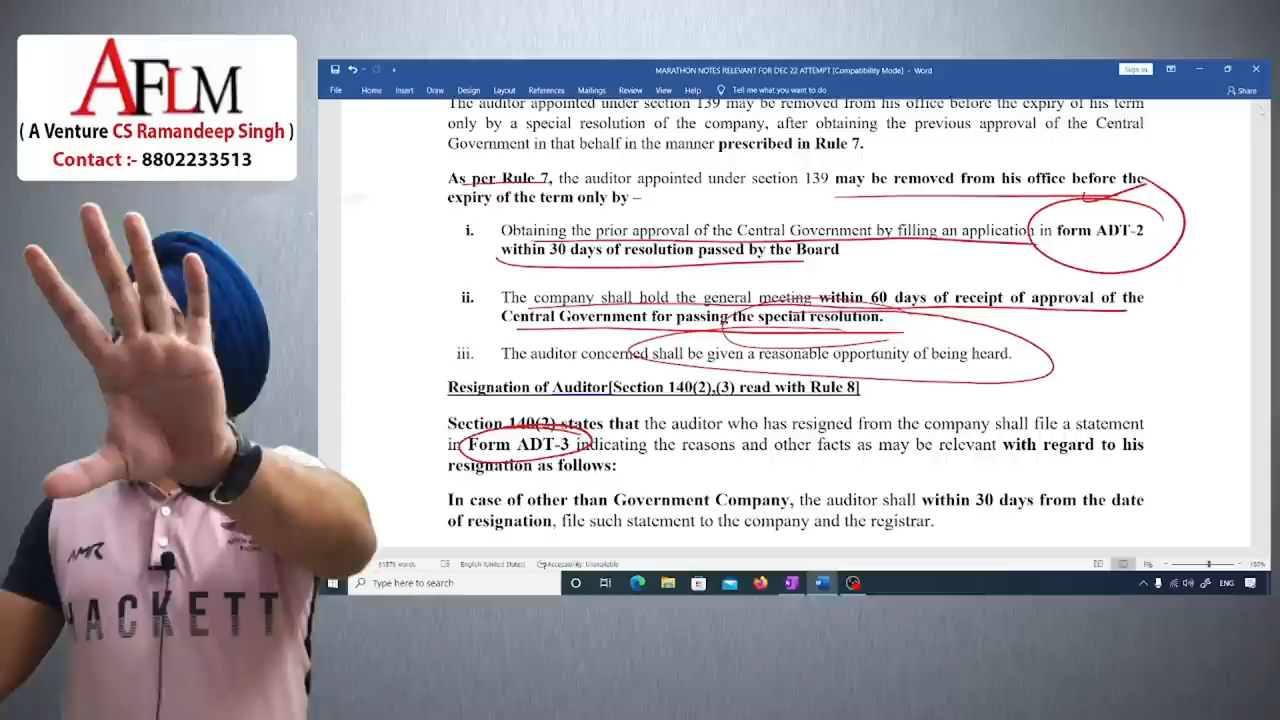 AFLM
( A Venture CS Ramandeep Singh )
Contact :- 8802233513
MARATHON NOTES RELEVANT FOR DEC 22 ATTEMPT [Compatibility Mode] - Word
Sign in
File Home Insert Draw Design Layout References Mailings Review View Help Tell me what you want to do
Share
The auditor appointed under section 139 may be removed from his office before the expiry of his term
only by a special resolution of the company, after obtaining the previous approval of the Central
Government in that behalf in the manner prescribed in Rule 7.
As per Rule 7, the auditor appointed under section 139 may be removed from his office before the
expiry of the term only by –
i. Obtaining the prior approval of the Central Government by filling an application in form ADT-2
within 30 days of resolution passed by the Board
ii. The company shall hold the general meeting within 60 days of receipt of approval of the
Central Government for passing the special resolution.
iii. The auditor concerned shall be given a reasonable opportunity of being heard.
Resignation of Auditor[Section 140(2),(3) read with Rule 8]
Section 140(2) states that the auditor who has resigned from the company shall file a statement
in Form ADT-3 indicating the reasons and other facts as may be relevant with regard to his
resignation as follows:
In case of other than Government Company, the auditor shall within 30 days from the date
of resignation, file such statement to the company and the registrar.
31875 words English (United States) Accessibility: Unavailable
Type here to search
ENG
AMR
HACKETT